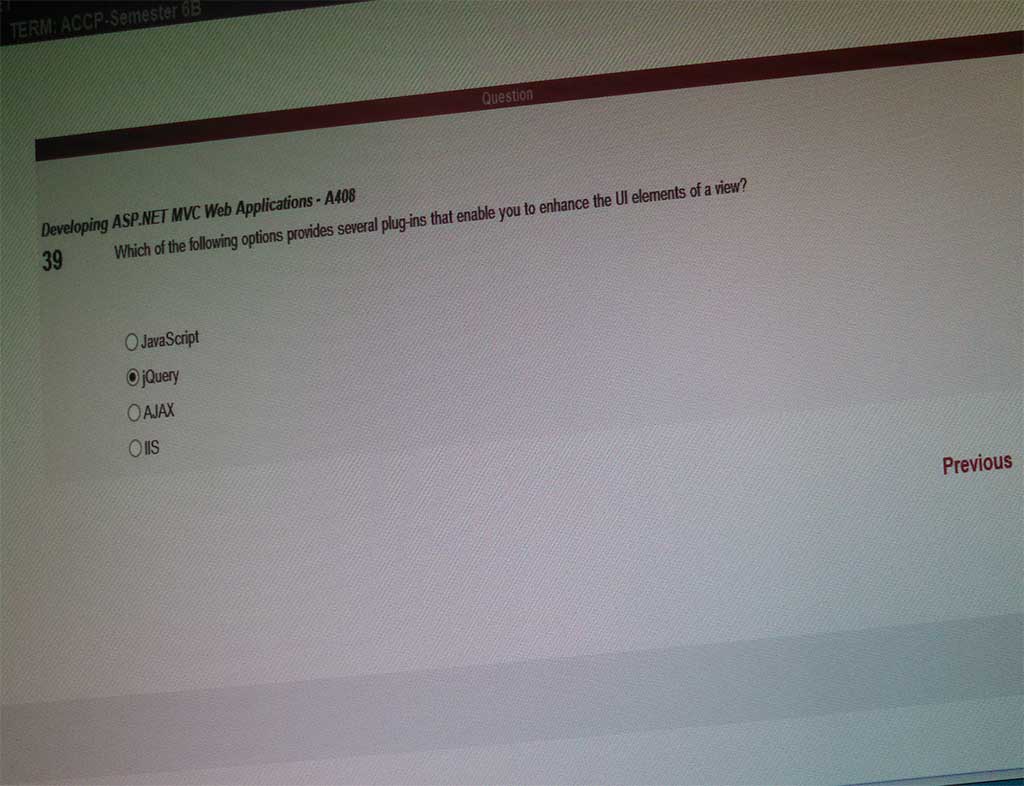 TERM: ACCP-Semester 6B
Question
Developing ASP.NET MVC Web Applications - A408
39 Which of the following options provides several plug-ins that enable you to enhance the UI elements of a view?
JavaScript
jQuery
AJAX
IIS
Previous